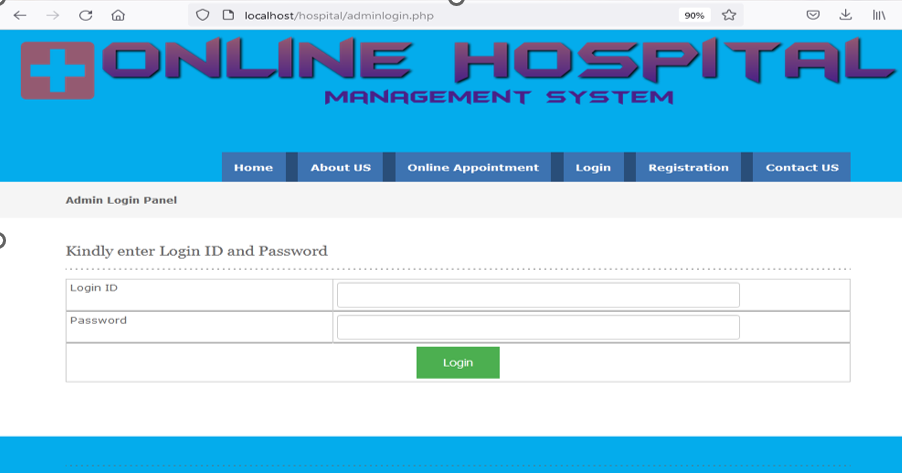 localhost/hospital/adminlogin.php 90%
ONLINE HOSPITAL
MANAGEMENT SYSTEM
Home About US Online Appointment Login Registration Contact US
Admin Login Panel
Kindly enter Login ID and Password
Login ID
Password
Login